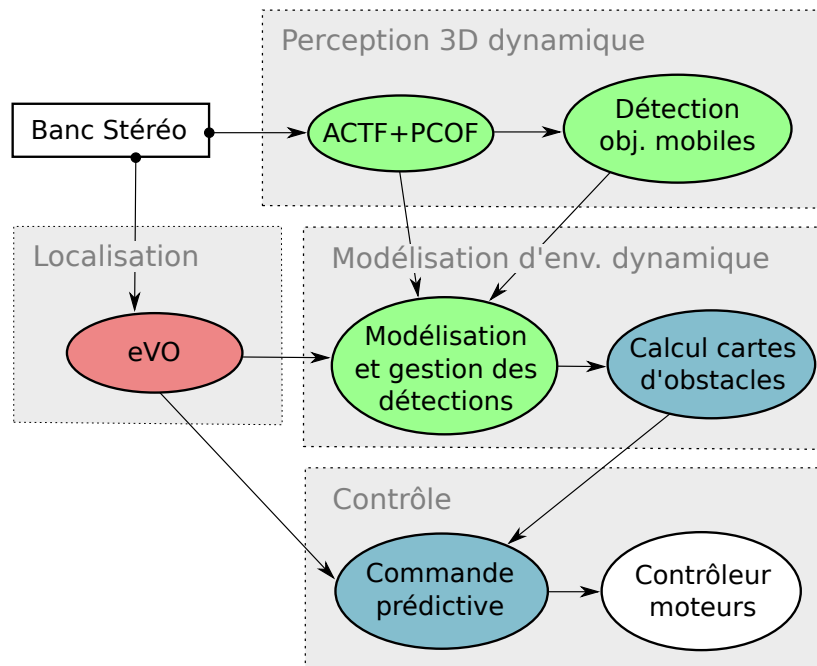 Perception 3D dynamique
Banc Stéréo
ACTF+PCOF
Détection
obj. mobiles
Localisation
Modélisation d'env. dynamique
eVO
Modélisation
et gestion des
détections
Calcul cartes
d'obstacles
Contrôle
Commande
prédictive
Contrôleur
moteurs